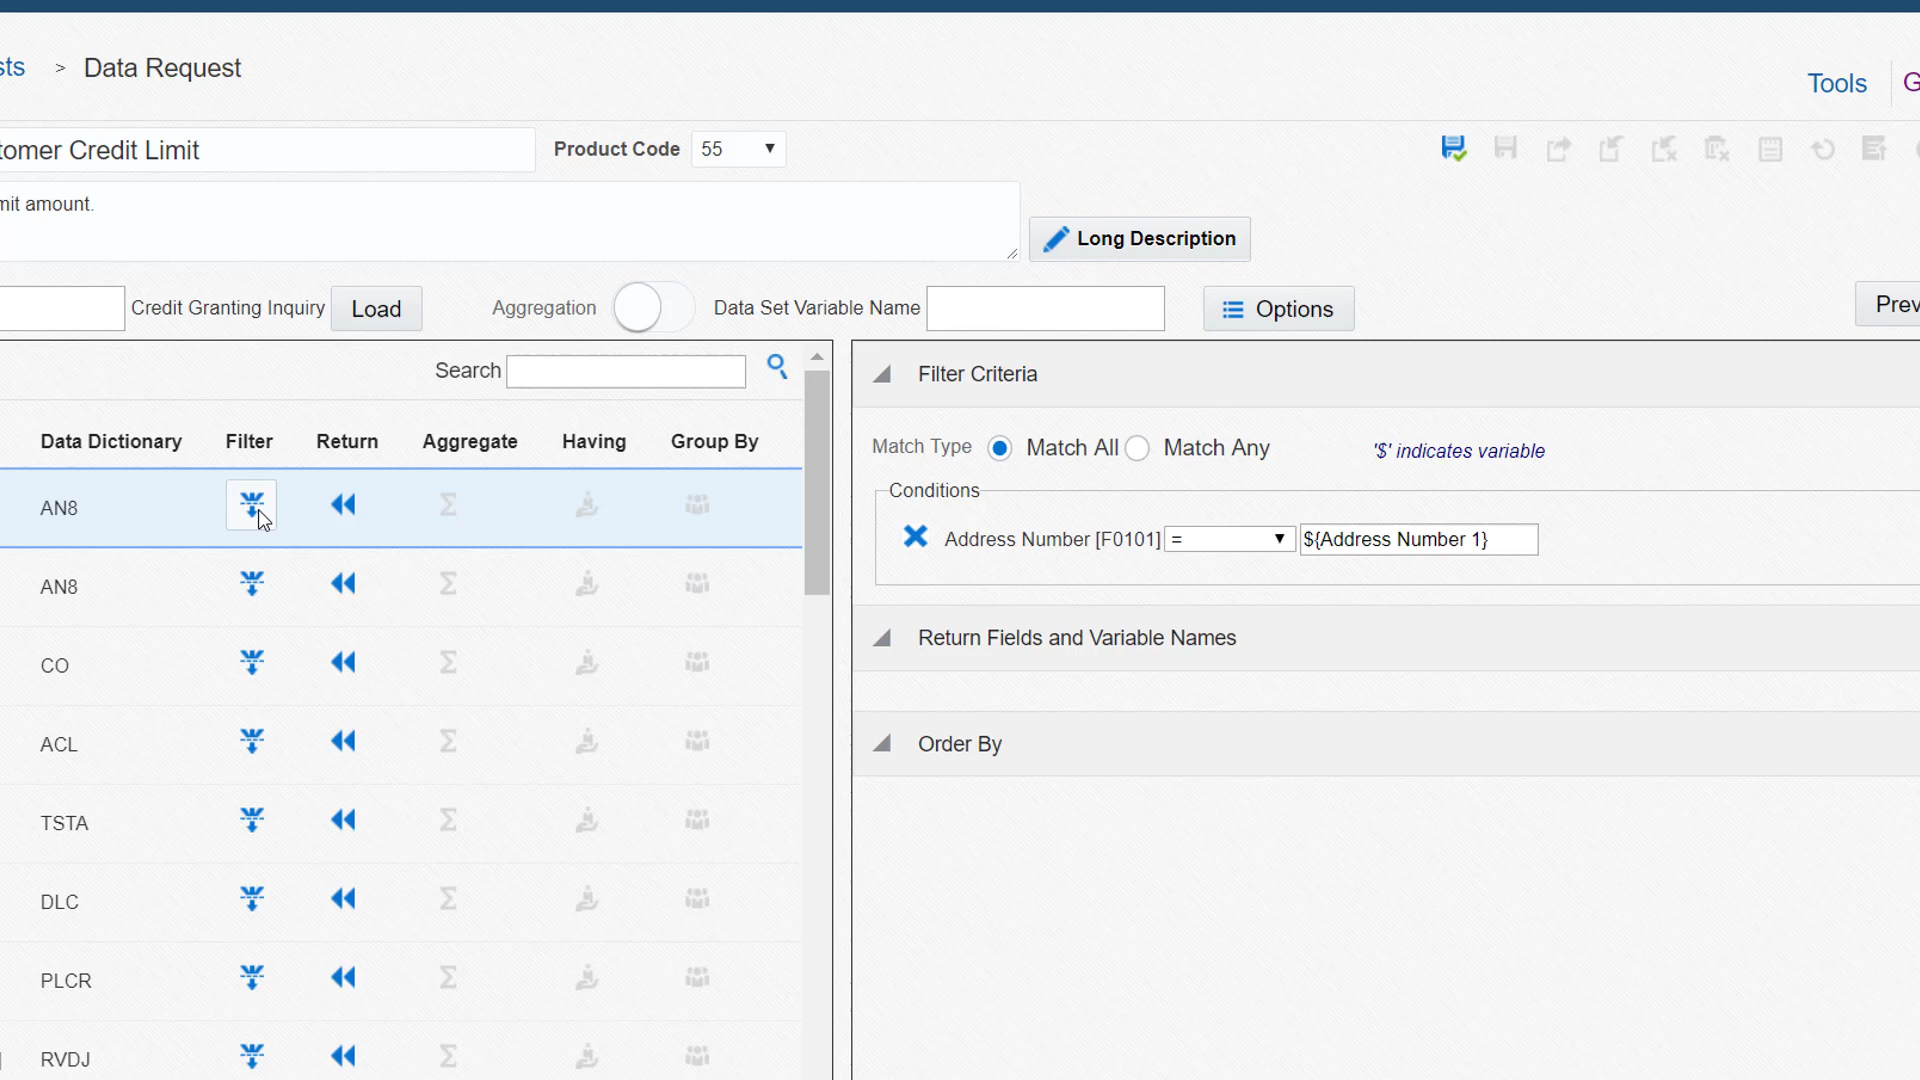 sts > Data Request
Tools
G
tomer Credit Limit
Product Code 55
mit amount.
Long Description
Credit Granting Inquiry Load Aggregation Data Set Variable Name Options Prev
Search
Data Dictionary Filter Return Aggregate Having Group By
AN8
AN8
CO
ACL
TSTA
DLC
PLCR
RVDJ
Filter Criteria
Match Type Match All Match Any '$' indicates variable
Conditions
Address Number [F0101] = ${Address Number 1}
Return Fields and Variable Names
Order By